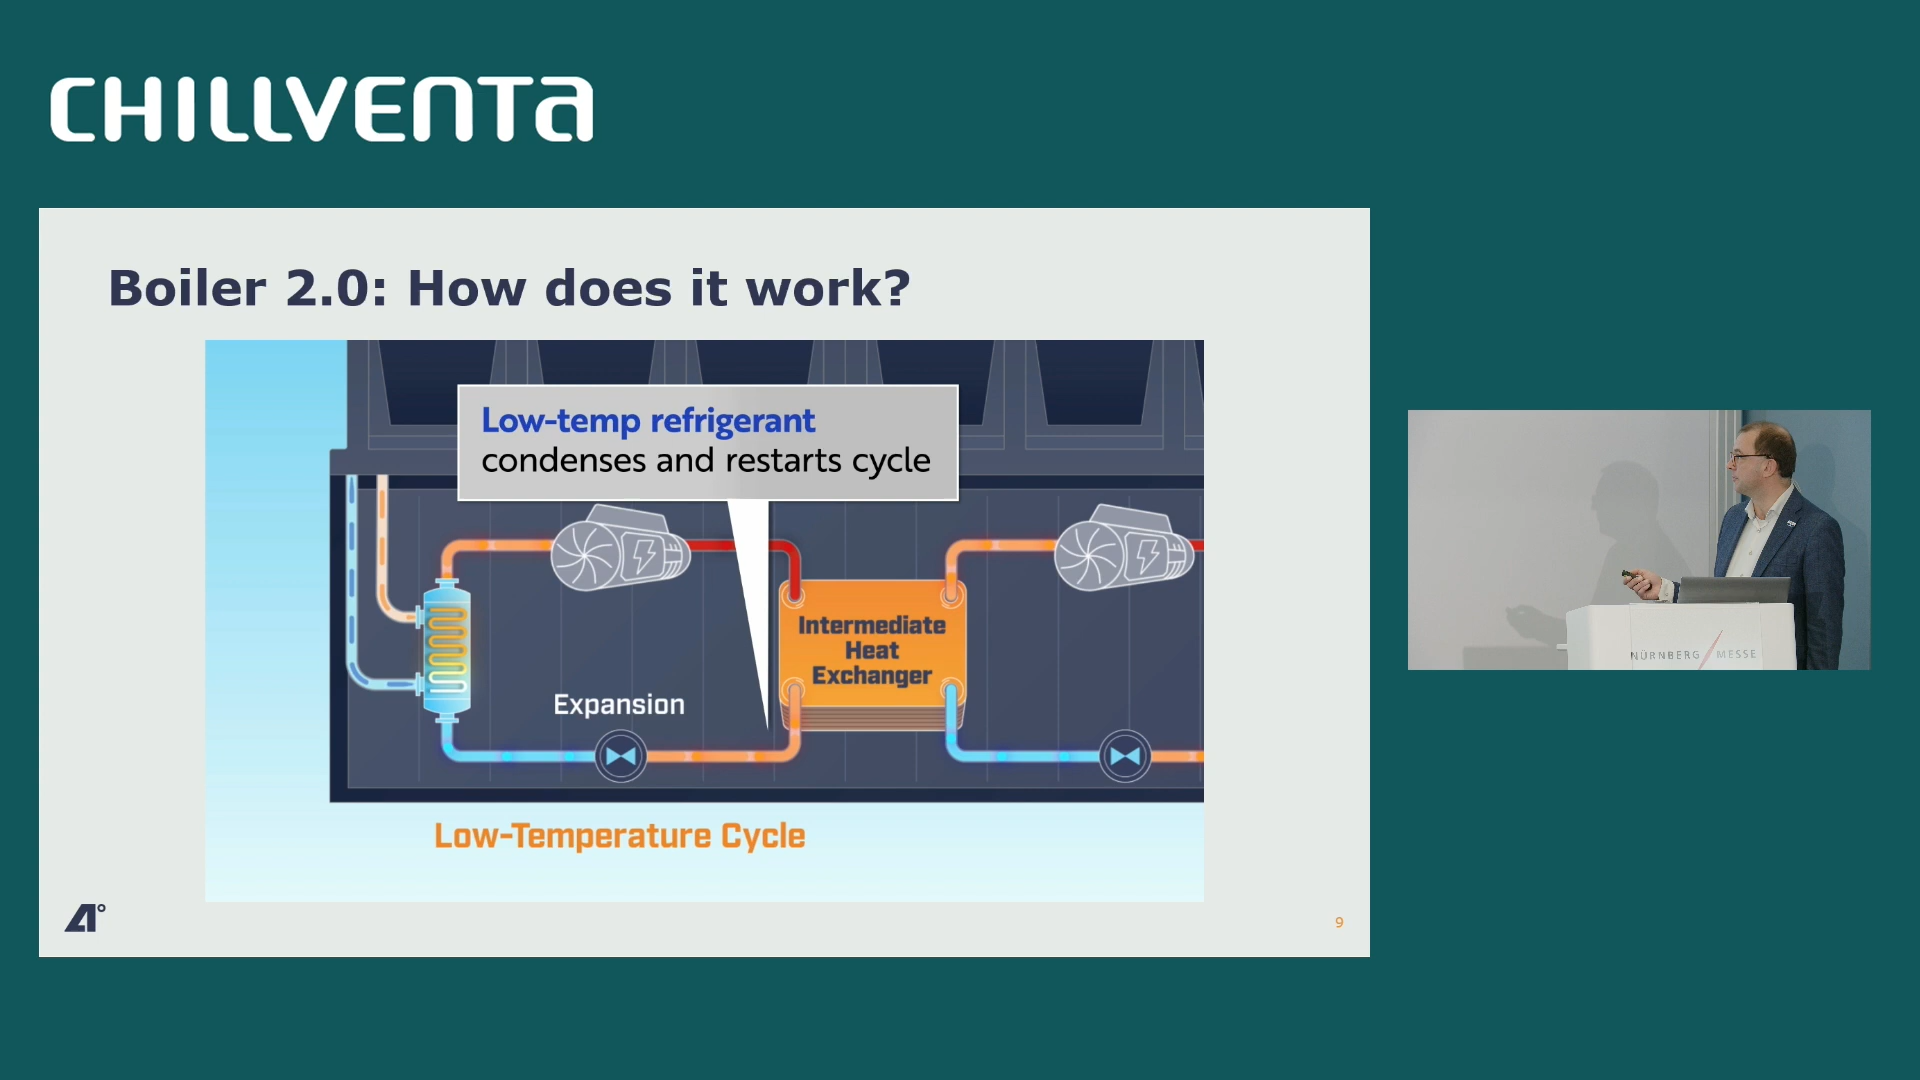 CHILLVENTA
Boiler 2.0: How does it work?
Low-temp refrigerant
condenses and restarts cycle
Intermediate
Heat
Exchanger
Expansion
Low-Temperature Cycle
A°
9
NÜRNBERG MESSE